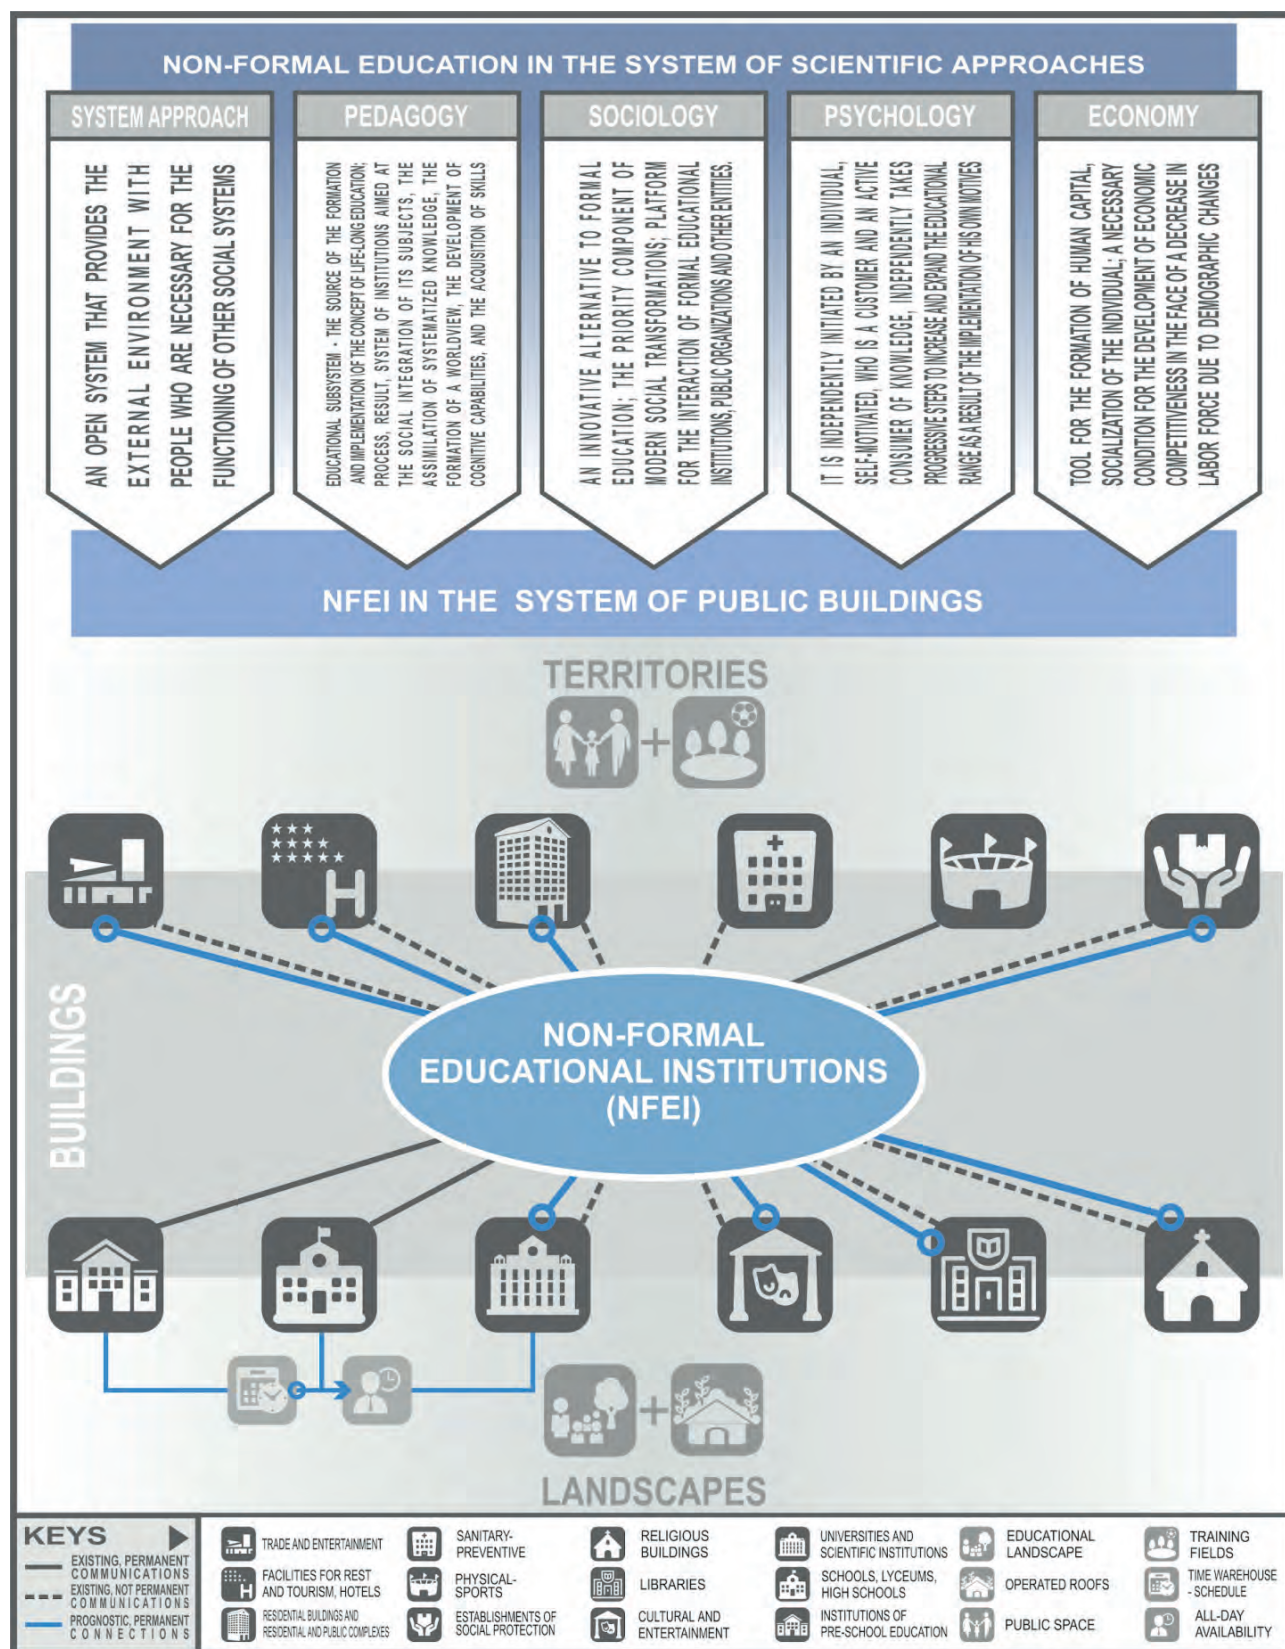 NON-FORMAL EDUCATION IN THE SYSTEM OF SCIENTIFIC APPROACHES
SYSTEM APPROACH
AN OPEN SYSTEM THAT PROVIDES THE
EXTERNAL ENVIRONMENT WITH
PEOPLE WHO ARE NECESSARY FOR THE
FUNCTIONING OF OTHER SOCIAL SYSTEMS
PEDAGOGY
EDUCATIONAL SUBSYSTEM - THE SOURCE OF THE FORMATION
AND IMPLEMENTATION OF THE CONCEPT OF LIFE-LONG EDUCATION;
PROCESS, RESULT, SYSTEM OF INSTITUTIONS AIMED AT
THE SOCIAL INTEGRATION OF ITS SUBJECTS, THE
ASSIMILATION OF SYSTEMATIZED KNOWLEDGE, THE
FORMATION OF A WORLDVIEW, THE DEVELOPMENT OF
COGNITIVE CAPABILITIES, AND THE ACQUISITION OF SKILLS
SOCIOLOGY
AN INNOVATIVE ALTERNATIVE TO FORMAL
EDUCATION; THE PRIORITY COMPONENT OF
MODERN SOCIAL TRANSFORMATIONS; PLATFORM
FOR THE INTERACTION OF FORMAL EDUCATIONAL
INSTITUTIONS, PUBLIC ORGANIZATIONS AND OTHER ENTITIES.
PSYCHOLOGY
IT IS INDEPENDENTLY INITIATED BY AN INDIVIDUAL,
SELF-MOTIVATED, WHO IS A CUSTOMER AND AN ACTIVE
CONSUMER OF KNOWLEDGE, INDEPENDENTLY TAKES
PROGRESSIVE STEPS TO INCREASE AND EXPAND THE EDUCATIONAL
RANGE AS A RESULT OF THE IMPLEMENTATION OF HIS OWN MOTIVES
ECONOMY
TOOL FOR THE FORMATION OF HUMAN CAPITAL,
SOCIALIZATION OF THE INDIVIDUAL; A NECESSARY
CONDITION FOR THE DEVELOPMENT OF ECONOMIC
COMPETITIVENESS IN THE FACE OF A DECREASE IN
LABOR FORCE DUE TO DEMOGRAPHIC CHANGES
NFEI IN THE SYSTEM OF PUBLIC BUILDINGS
TERRITORIES
H
BUILDINGS
NON-FORMAL
EDUCATIONAL INSTITUTIONS
(NFEI)
LANDSCAPES
KEYS
EXISTING, PERMANENT
COMMUNICATIONS
EXISTING, NOT PERMANENT
COMMUNICATIONS
PROGNOSTIC, PERMANENT
CONNECTIONS
TRADE AND ENTERTAINMENT
H
FACILITIES FOR REST
AND TOURISM, HOTELS
RESIDENTIAL BUILDINGS AND
RESIDENTIAL AND PUBLIC COMPLEXES
SANITARY-
PREVENTIVE
PHYSICAL-
SPORTS
ESTABLISHMENTS OF
SOCIAL PROTECTION
RELIGIOUS
BUILDINGS
LIBRARIES
CULTURAL AND
ENTERTAINMENT
UNIVERSITIES AND
SCIENTIFIC INSTITUTIONS
SCHOOLS, LYCEUMS,
HIGH SCHOOLS
INSTITUTIONS OF
PRE-SCHOOL EDUCATION
EDUCATIONAL
LANDSCAPE
OPERATED ROOFS
PUBLIC SPACE
TRAINING
FIELDS
TIME WAREHOUSE
- SCHEDULE
ALL-DAY
AVAILABILITY